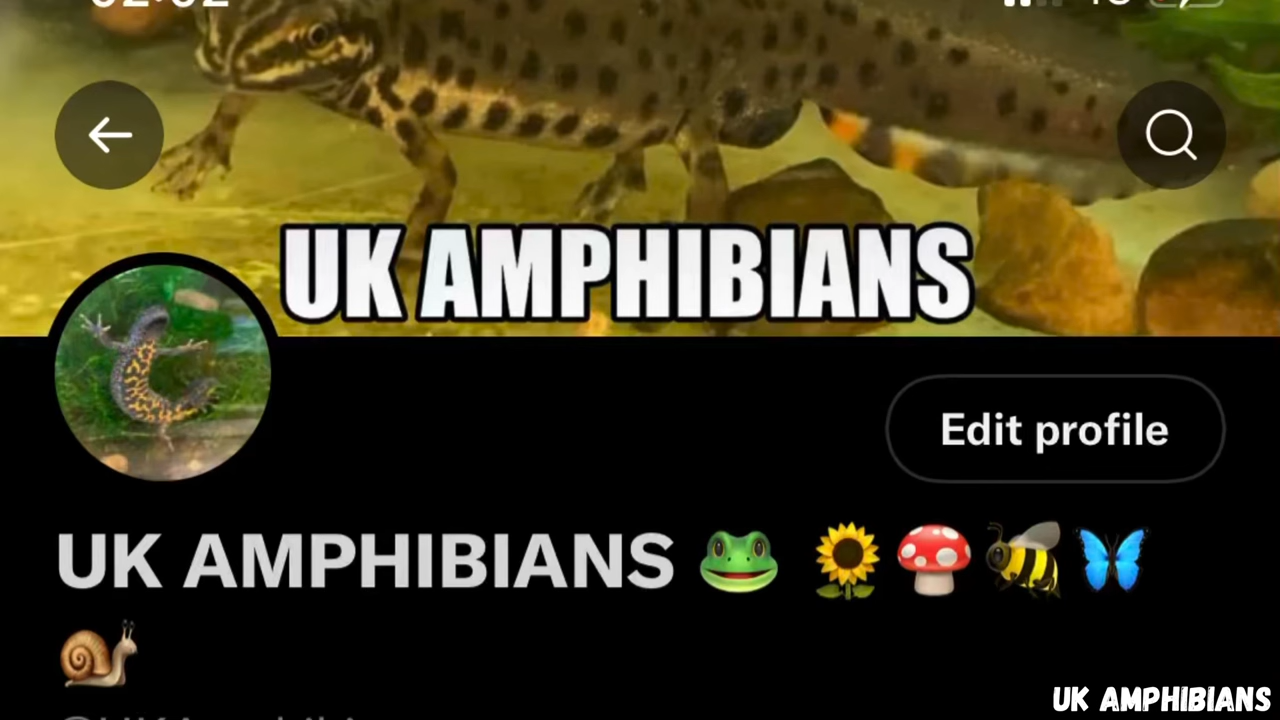 UK AMPHIBIANS
Edit profile
UK AMPHIBIANS 🐸 🌻🍄🐝🦋
🐌
UK AMPHIBIANS